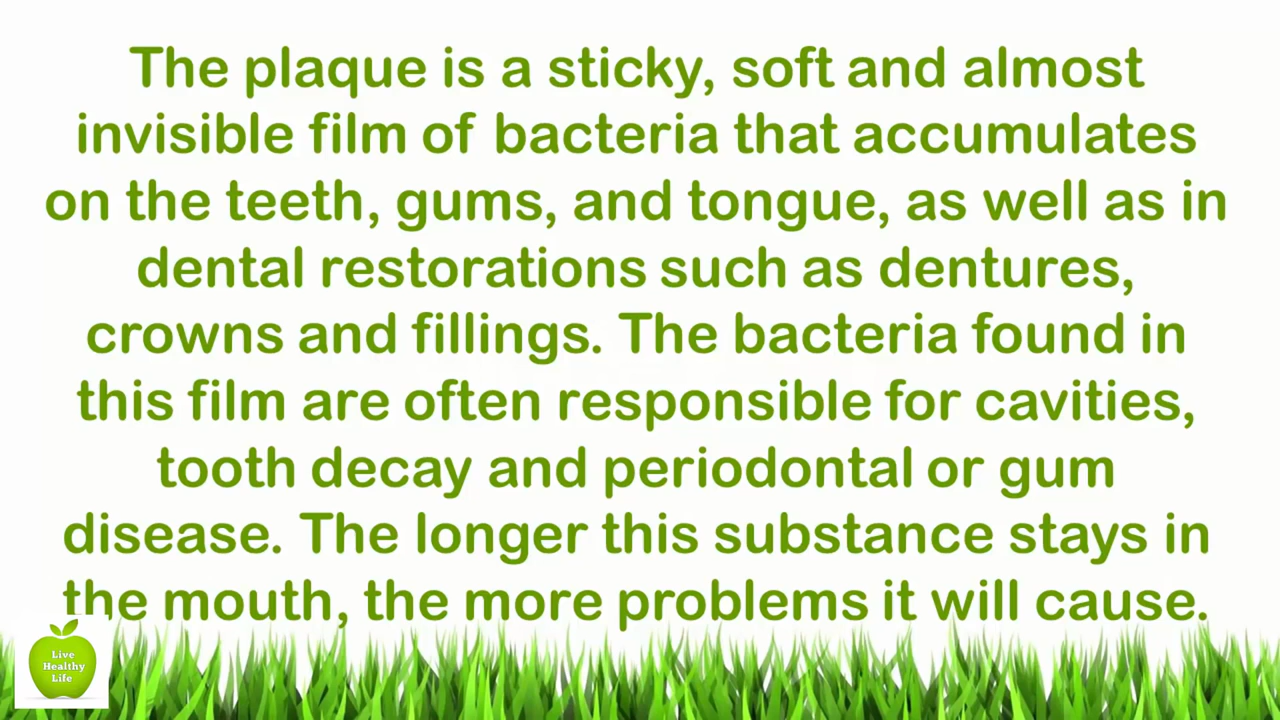 The plaque is a sticky, soft and almost
invisible film of bacteria that accumulates
on the teeth, gums, and tongue, as well as in
dental restorations such as dentures,
crowns and fillings. The bacteria found in
this film are often responsible for cavities,
tooth decay and periodontal or gum
disease. The longer this substance stays in
the mouth, the more problems it will cause.
Live
Healthy
Life